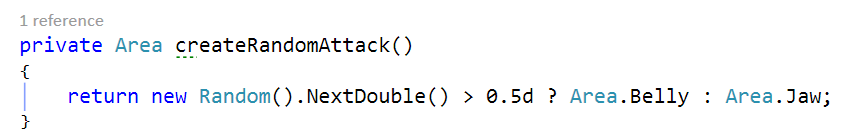 1 reference
private Area createRandomAttack()
{
return new Random().NextDouble() > 0.5d ? Area.Belly : Area.Jaw;
}